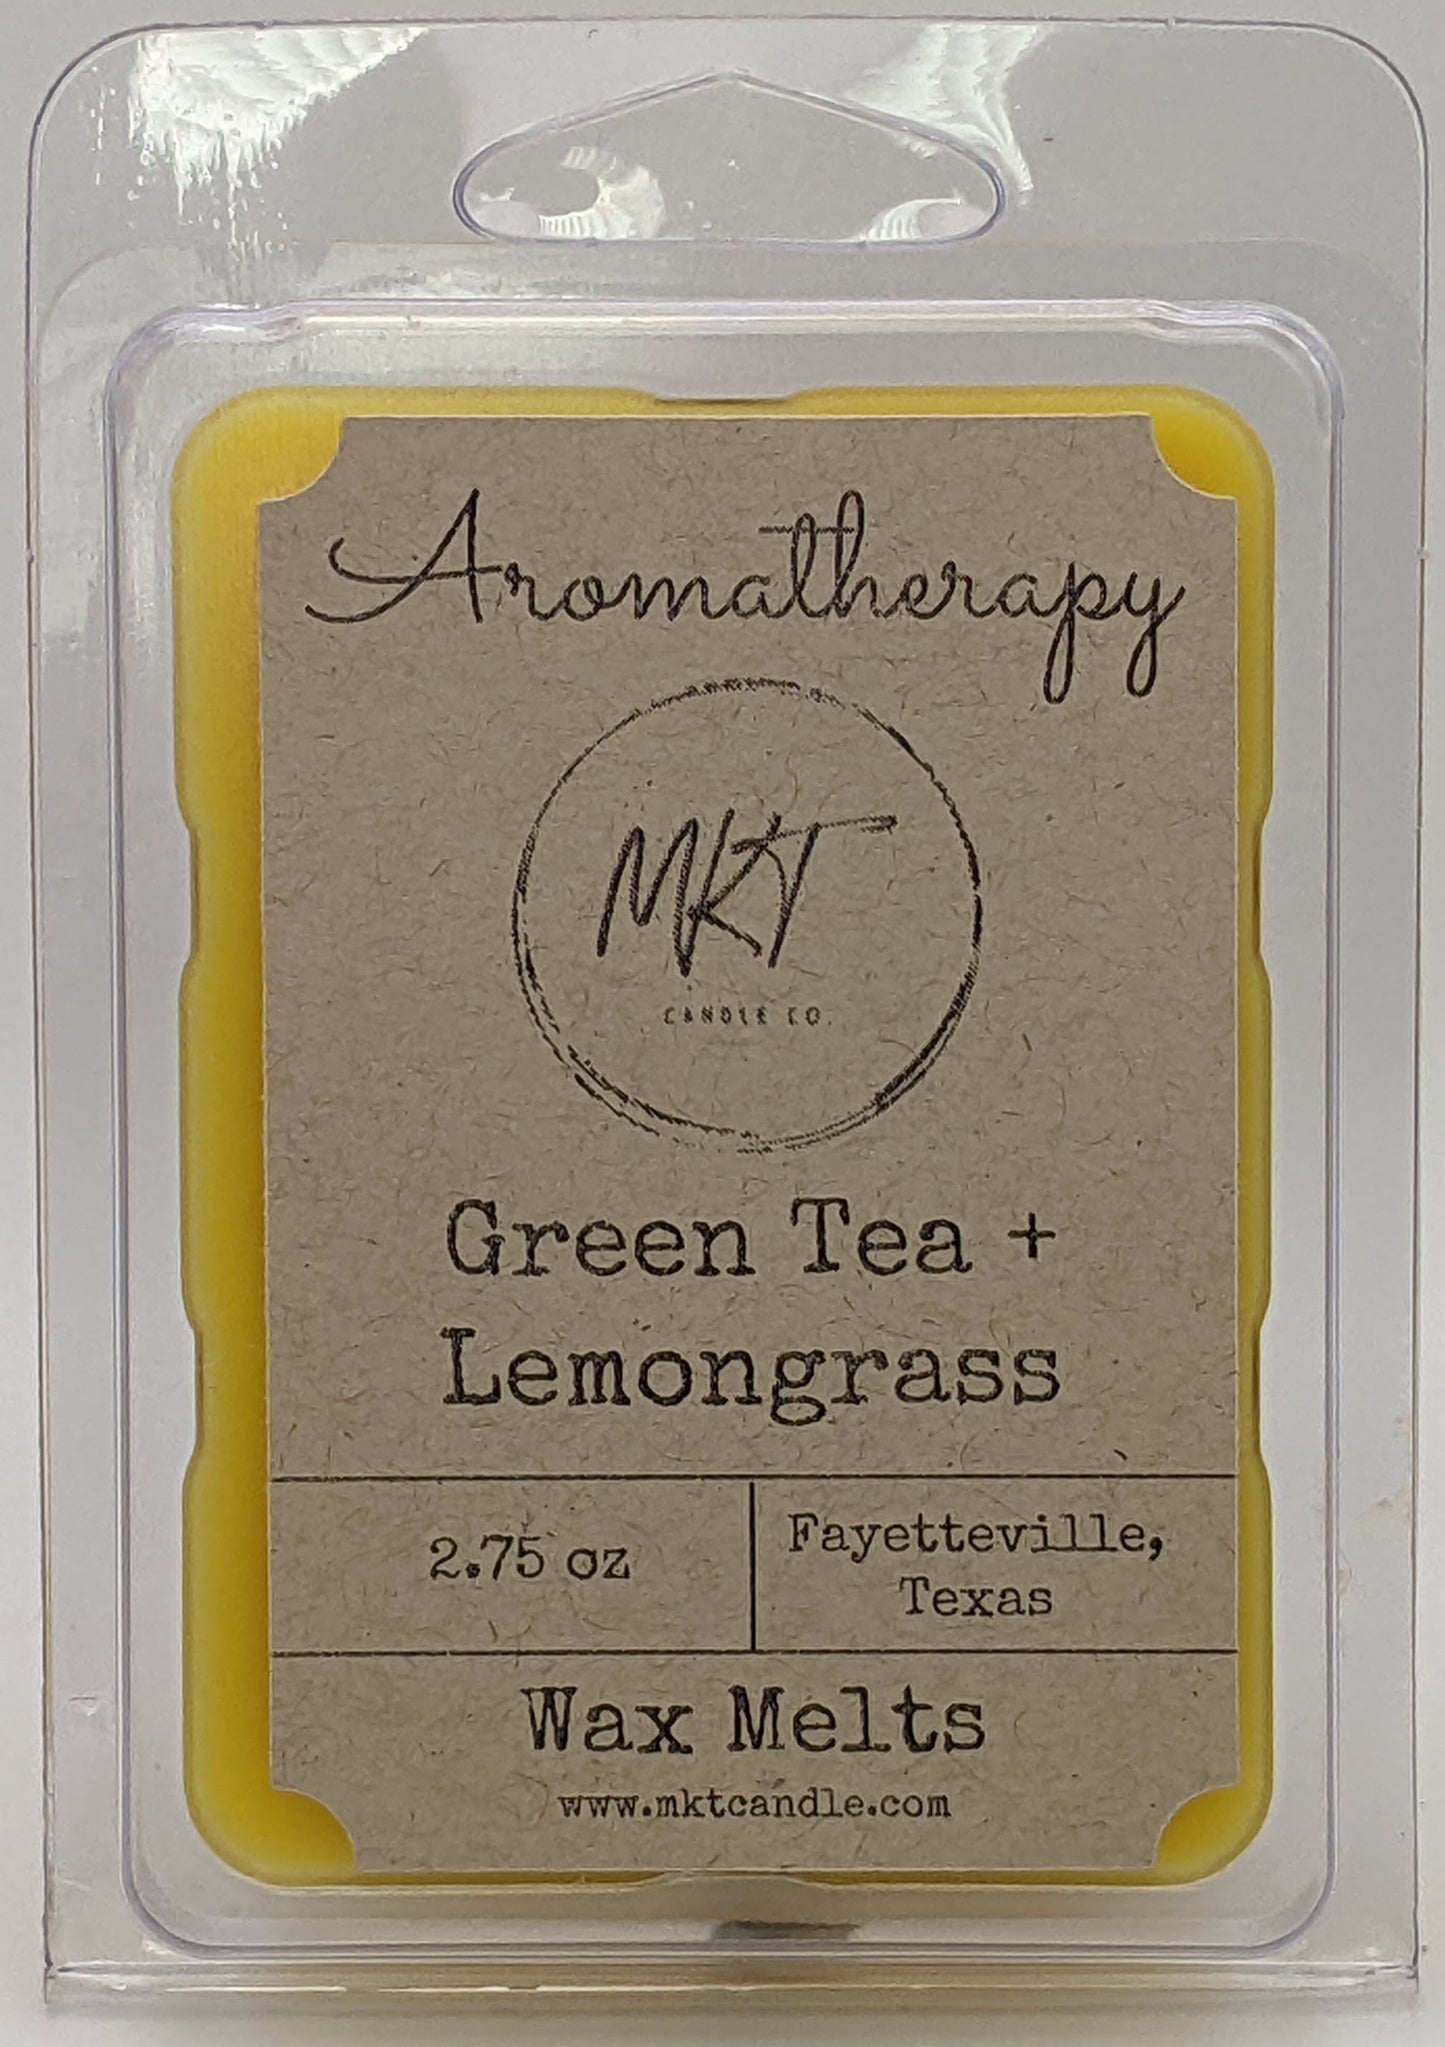 Aromatherapy
MKT
CANDLE CO.
Green Tea +
Lemongrass
2.75 oz
Fayetteville,
Texas
Wax Melts
www.mktcandle.com